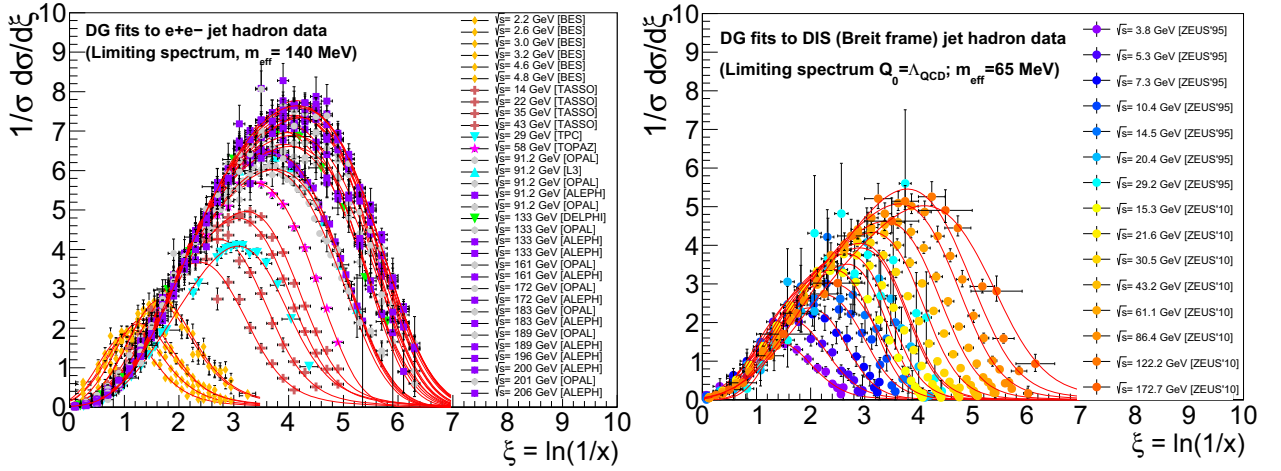 DG fits to e+e− jet hadron data
(Limiting spectrum, m_eff = 140 MeV)
1/σ dσ/dξ
10
9
8
7
6
5
4
3
2
1
0
0 1 2 3 4 5 6 7 8 9 10
ξ = ln(1/x)
√s= 2.2 GeV [BES]
√s= 2.6 GeV [BES]
√s= 3.0 GeV [BES]
√s= 3.2 GeV [BES]
√s= 4.6 GeV [BES]
√s= 4.8 GeV [BES]
√s= 14 GeV [TASSO]
√s= 22 GeV [TASSO]
√s= 35 GeV [TASSO]
√s= 43 GeV [TASSO]
√s= 29 GeV [TPC]
√s= 58 GeV [TOPAZ]
√s= 91.2 GeV [OPAL]
√s= 91.2 GeV [L3]
√s= 91.2 GeV [OPAL]
√s= 91.2 GeV [ALEPH]
√s= 91.2 GeV [OPAL]
√s= 133 GeV [DELPHI]
√s= 133 GeV [OPAL]
√s= 133 GeV [ALEPH]
√s= 133 GeV [ALEPH]
√s= 161 GeV [OPAL]
√s= 161 GeV [ALEPH]
√s= 172 GeV [OPAL]
√s= 172 GeV [ALEPH]
√s= 183 GeV [OPAL]
√s= 183 GeV [ALEPH]
√s= 189 GeV [OPAL]
√s= 189 GeV [ALEPH]
√s= 196 GeV [ALEPH]
√s= 200 GeV [ALEPH]
√s= 201 GeV [OPAL]
√s= 206 GeV [ALEPH]
DG fits to DIS (Breit frame) jet hadron data
(Limiting spectrum Q_0=Λ_QCD; m_eff=65 MeV)
1/σ dσ/dξ
10
9
8
7
6
5
4
3
2
1
0
0 1 2 3 4 5 6 7 8 9 10
ξ = ln(1/x)
√s= 3.8 GeV [ZEUS'95]
√s= 5.3 GeV [ZEUS'95]
√s= 7.3 GeV [ZEUS'95]
√s= 10.4 GeV [ZEUS'95]
√s= 14.5 GeV [ZEUS'95]
√s= 20.4 GeV [ZEUS'95]
√s= 29.2 GeV [ZEUS'95]
√s= 15.3 GeV [ZEUS'10]
√s= 21.6 GeV [ZEUS'10]
√s= 30.5 GeV [ZEUS'10]
√s= 43.2 GeV [ZEUS'10]
√s= 61.1 GeV [ZEUS'10]
√s= 86.4 GeV [ZEUS'10]
√s= 122.2 GeV [ZEUS'10]
√s= 172.7 GeV [ZEUS'10]